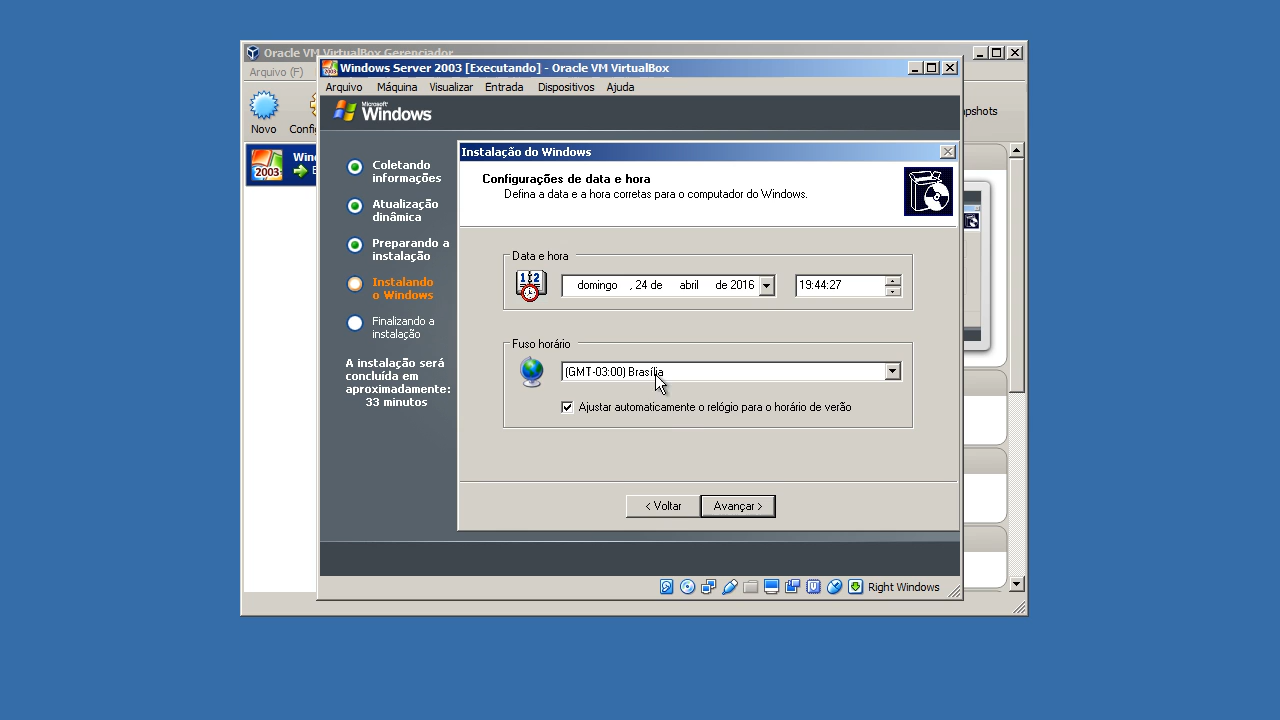 Oracle VM VirtualBox Gerenciador
Arquivo (F)
Novo
2003
Windows Server 2003 [Executando] - Oracle VM VirtualBox
Arquivo Máquina Visualizar Entrada Dispositivos Ajuda
Microsoft
Windows
Coletando
informações
Atualização
dinâmica
Preparando a
instalação
Instalando
o Windows
Finalizando a
instalação
A instalação será
concluída em
aproximadamente:
33 minutos
Instalação do Windows
Configurações de data e hora
Defina a data e a hora corretas para o computador do Windows.
Data e hora
domingo , 24 de abril de 2016
19:44:27
Fuso horário
(GMT-03:00) Brasília
Ajustar automaticamente o relógio para o horário de verão
< Voltar
Avançar >
Right Windows